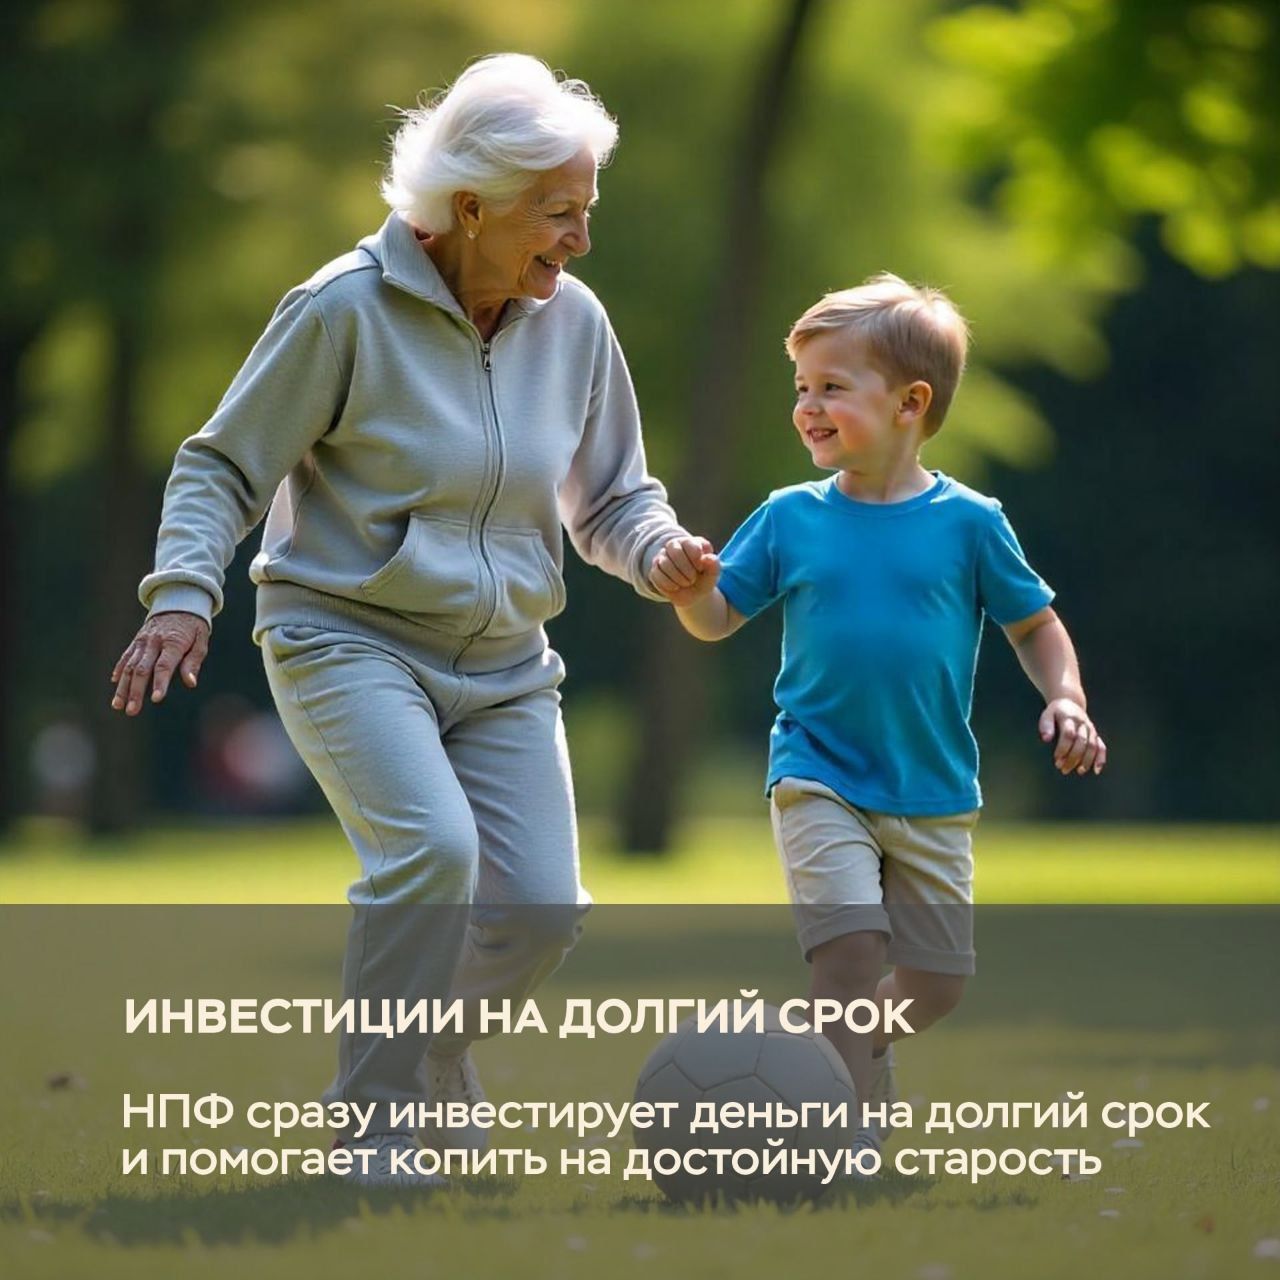 ИНВЕСТИЦИИ НА ДОЛГИЙ СРОК
НПФ сразу инвестирует деньги на долгий срок
и помогает копить на достойную старость